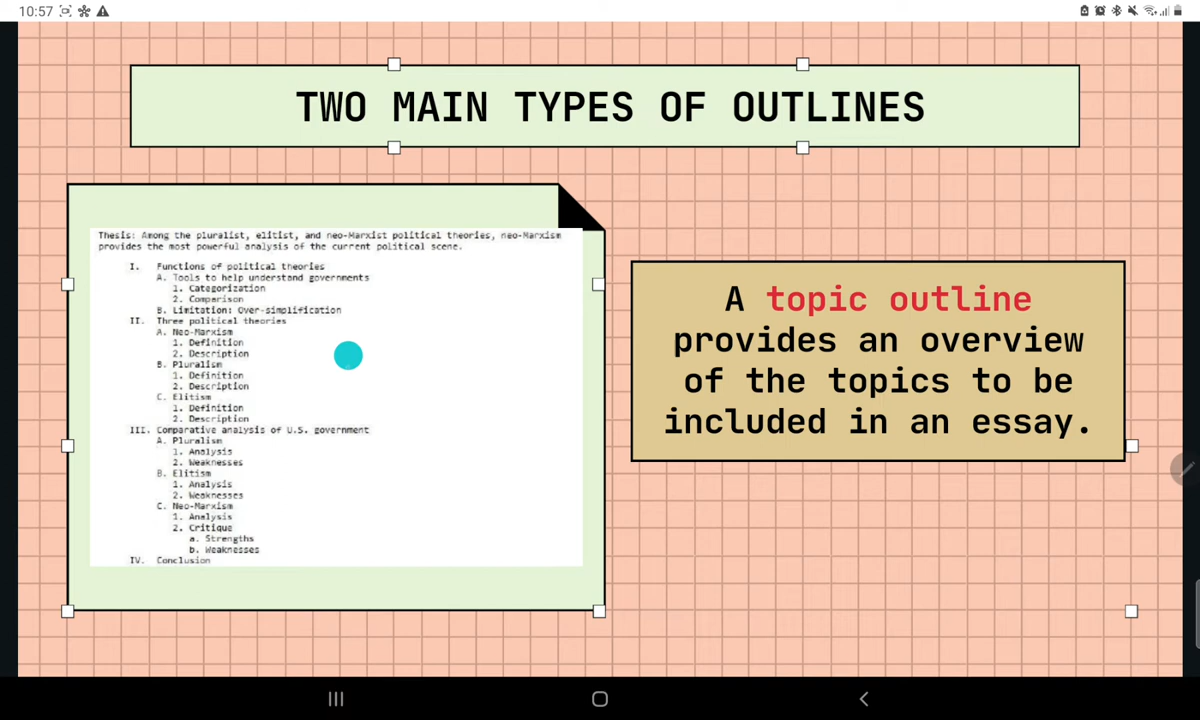 10:57
TWO MAIN TYPES OF OUTLINES
Thesis: Among the pluralist, elitist, and neo-Marxist political theories, neo-Marxism
provides the most powerful analysis of the current political scene.
I. Functions of political theories
A. Tools to help understand governments
1. Categorization
2. Comparison
B. Limitation: Over-simplification
II. Three political theories
A. Neo-Marxism
1. Definition
2. Description
B. Pluralism
1. Definition
2. Description
C. Elitism
1. Definition
2. Description
III. Comparative analysis of U.S. government
A. Pluralism
1. Analysis
2. Weaknesses
B. Elitism
1. Analysis
2. Weaknesses
C. Neo-Marxism
1. Analysis
2. Critique
a. Strengths
b. Weaknesses
IV. Conclusion
A topic outline
provides an overview
of the topics to be
included in an essay.